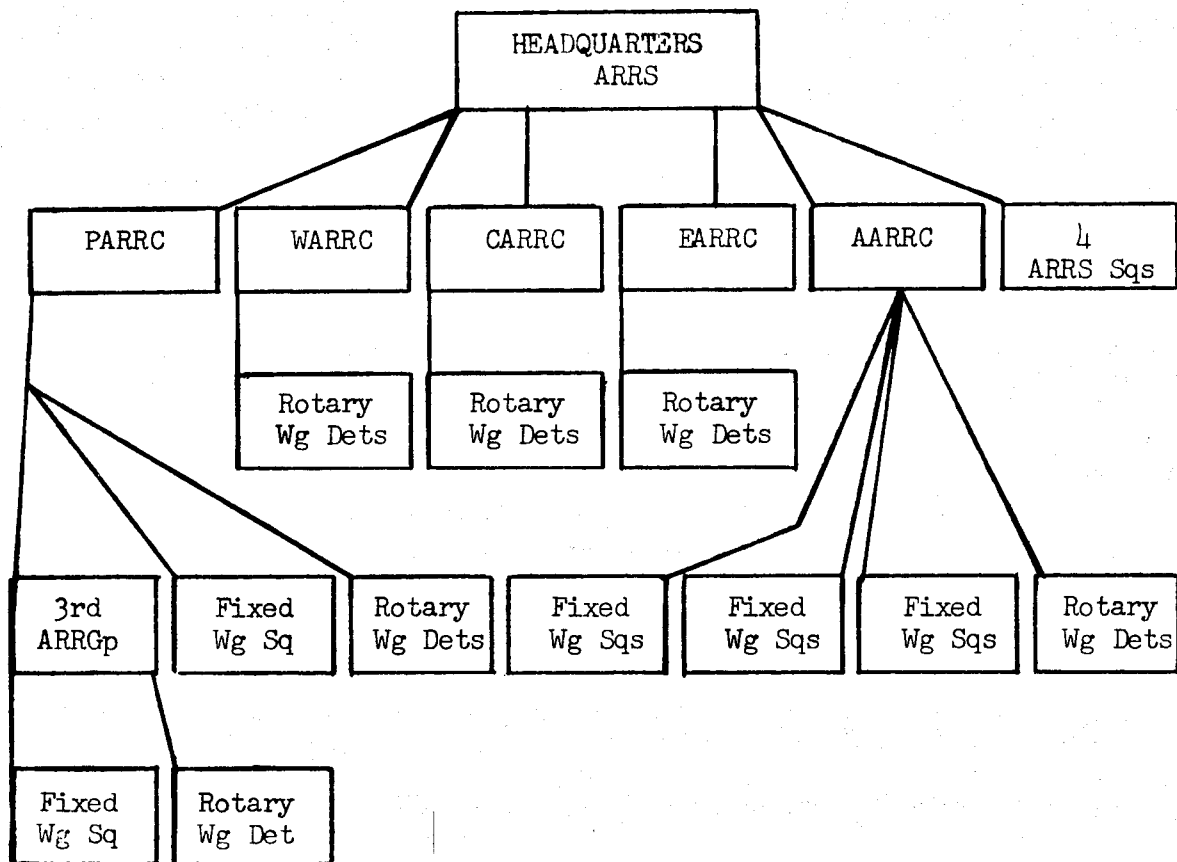 HEADQUARTERS
ARRS
PARRC
WARRC
CARRC
EARRC
AARRC
4
ARRS Sqs
Rotary
Wg Dets
Rotary
Wg Dets
Rotary
Wg Dets
3rd
ARRGp
Fixed
Wg Sq
Rotary
Wg Dets
Fixed
Wg Sqs
Fixed
Wg Sqs
Fixed
Wg Sqs
Rotary
Wg Dets
Fixed
Wg Sq
Rotary
Wg Det